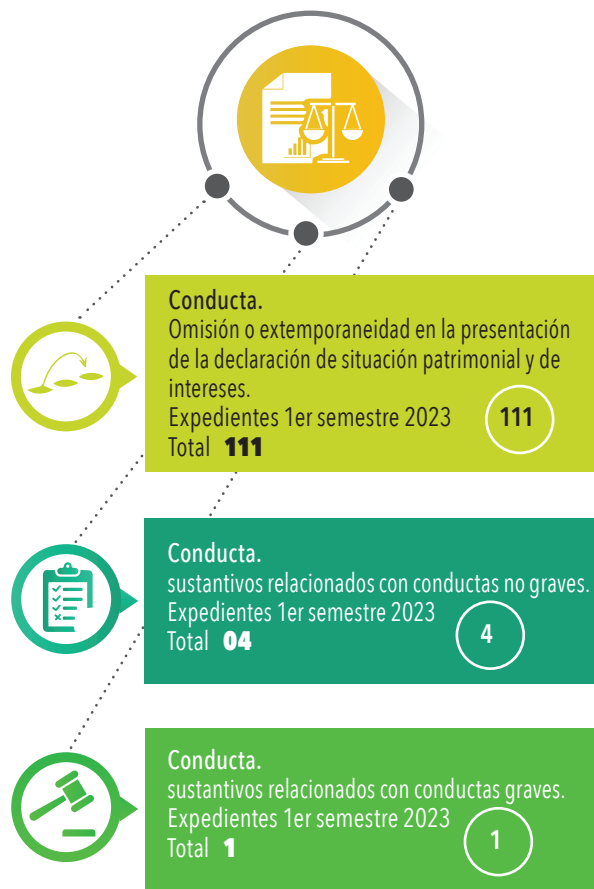 Conducta.
Omisión o extemporaneidad en la presentación
de la declaración de situación patrimonial y de
intereses.
Expedientes 1er semestre 2023
111
Total 111
Conducta.
sustantivos relacionados con conductas no graves.
Expedientes 1er semestre 2023
4
Total 04
Conducta.
sustantivos relacionados con conductas graves.
Expedientes 1er semestre 2023
1
Total 1